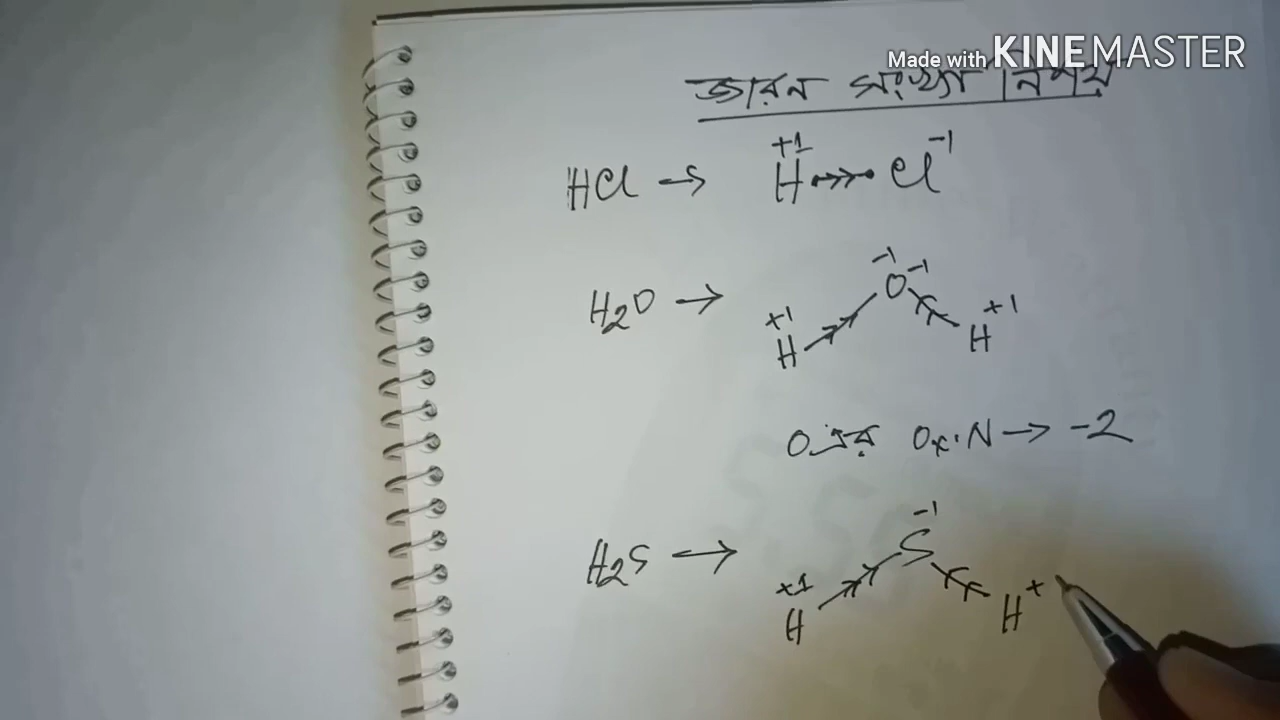 Made with KINEMASTER
জারন সংখ্যা নির্ণয়
HCl → H⁺¹ →→ Cl⁻¹
H₂O →
-1 -1
O
+1 +1
H H
O এর Ox.N → -2
H₂S →
-1
S
+1 +
H H